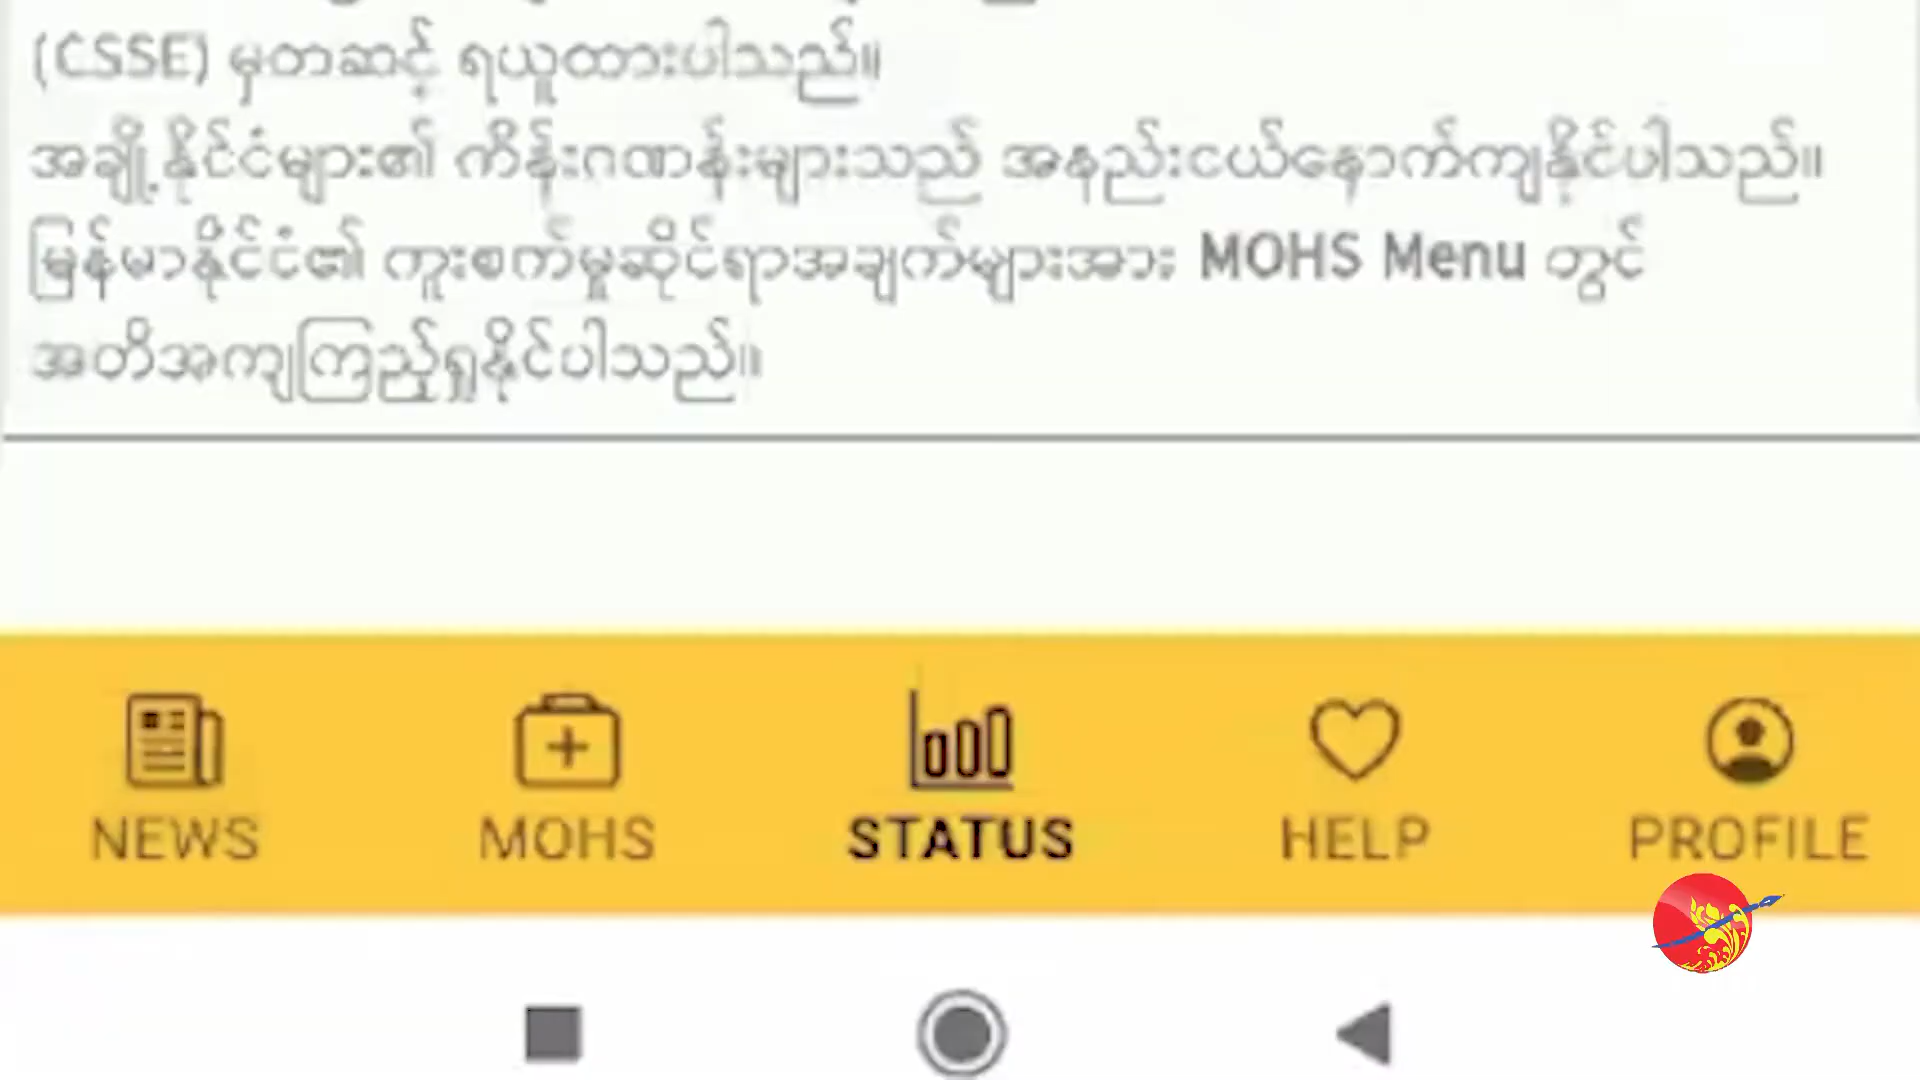 (CSSE) မှတဆင့် ရယူထားပါသည်။
အချို့နိုင်ငံများ၏ ကိန်းဂဏန်းများသည် အနည်းငယ်နောက်ကျနိုင်ပါသည်။
မြန်မာနိုင်ငံ၏ ကူးစက်မှုဆိုင်ရာအချက်များအား MOHS Menu တွင်
အတိအကျကြည့်ရှုနိုင်ပါသည်။
NEWS MOHS STATUS HELP PROFILE